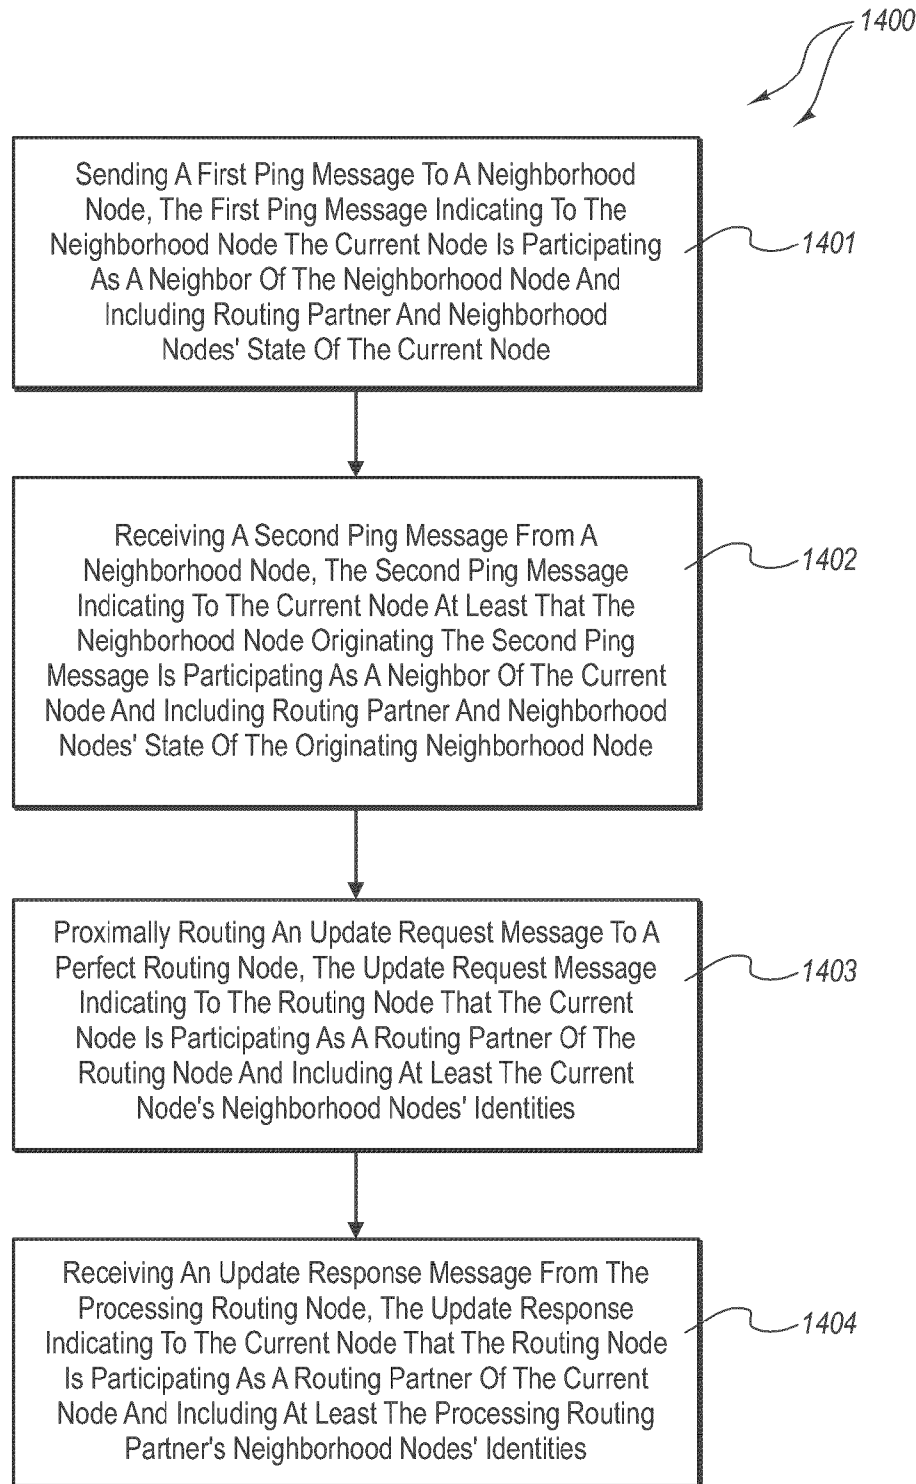 1400
Sending A First Ping Message To A Neighborhood
Node, The First Ping Message Indicating To The
Neighborhood Node The Current Node Is Participating
As A Neighbor Of The Neighborhood Node And
Including Routing Partner And Neighborhood
Nodes' State Of The Current Node
1401
Receiving A Second Ping Message From A
Neighborhood Node, The Second Ping Message
Indicating To The Current Node At Least That The
Neighborhood Node Originating The Second Ping
Message Is Participating As A Neighbor Of The Current
Node And Including Routing Partner And Neighborhood
Nodes' State Of The Originating Neighborhood Node
1402
Proximally Routing An Update Request Message To A
Perfect Routing Node, The Update Request Message
Indicating To The Routing Node That The Current
Node Is Participating As A Routing Partner Of The
Routing Node And Including At Least The Current
Node's Neighborhood Nodes' Identities
1403
Receiving An Update Response Message From The
Processing Routing Node, The Update Response
Indicating To The Current Node That The Routing Node
Is Participating As A Routing Partner Of The Current
Node And Including At Least The Processing Routing
Partner's Neighborhood Nodes' Identities
1404